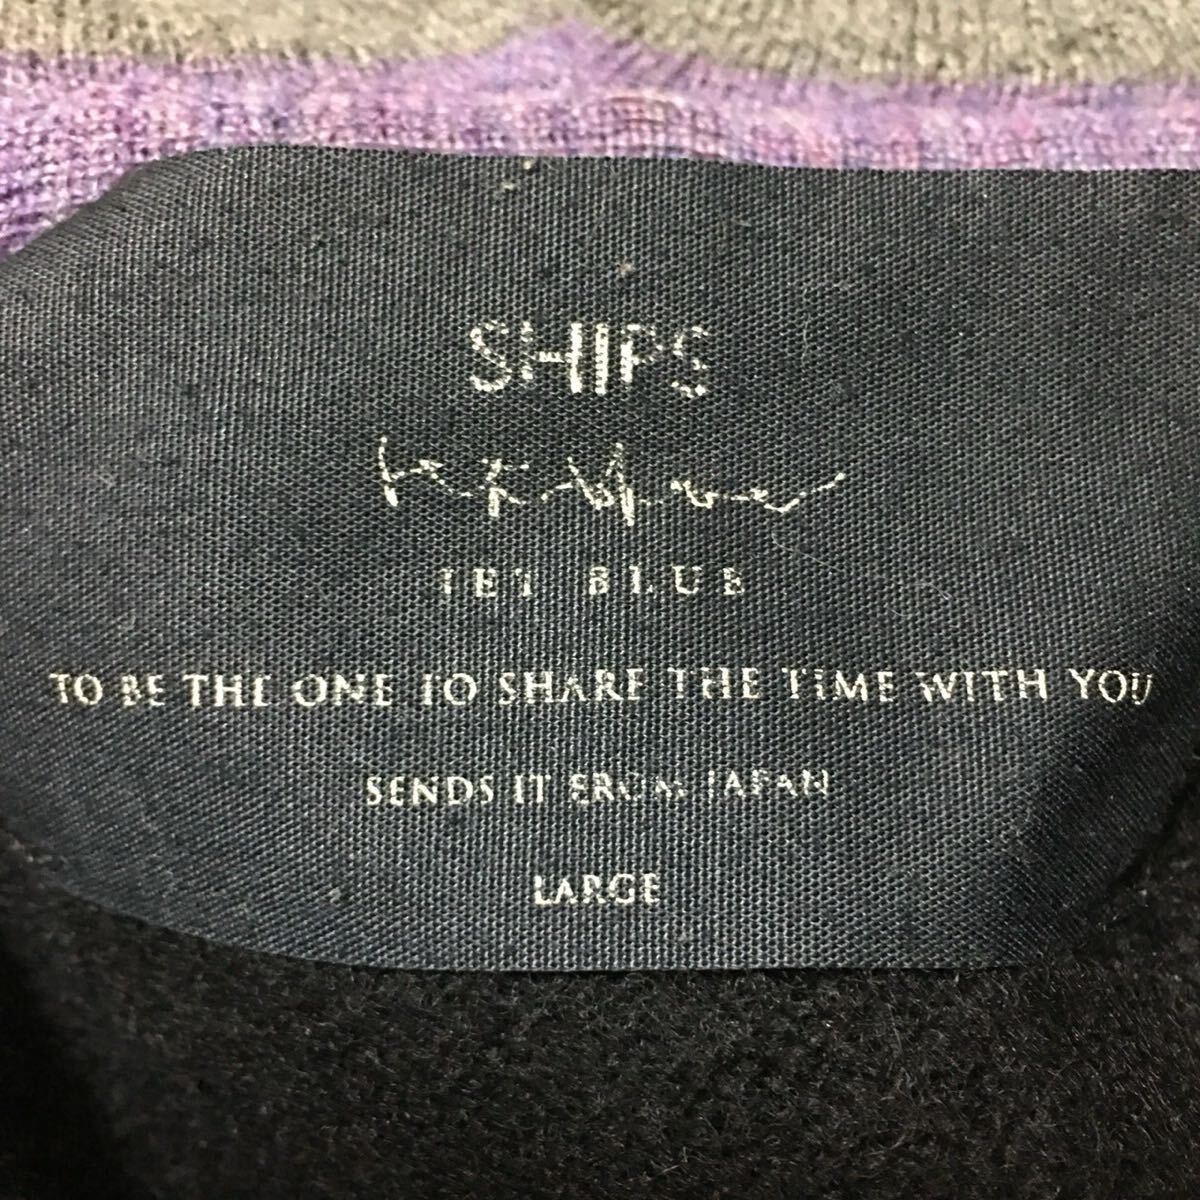 SHIPS
JET BLUE
TO BE THE ONE TO SHARE THE TIME WITH YOU
SENDS IT FROM JAPAN
LARGE